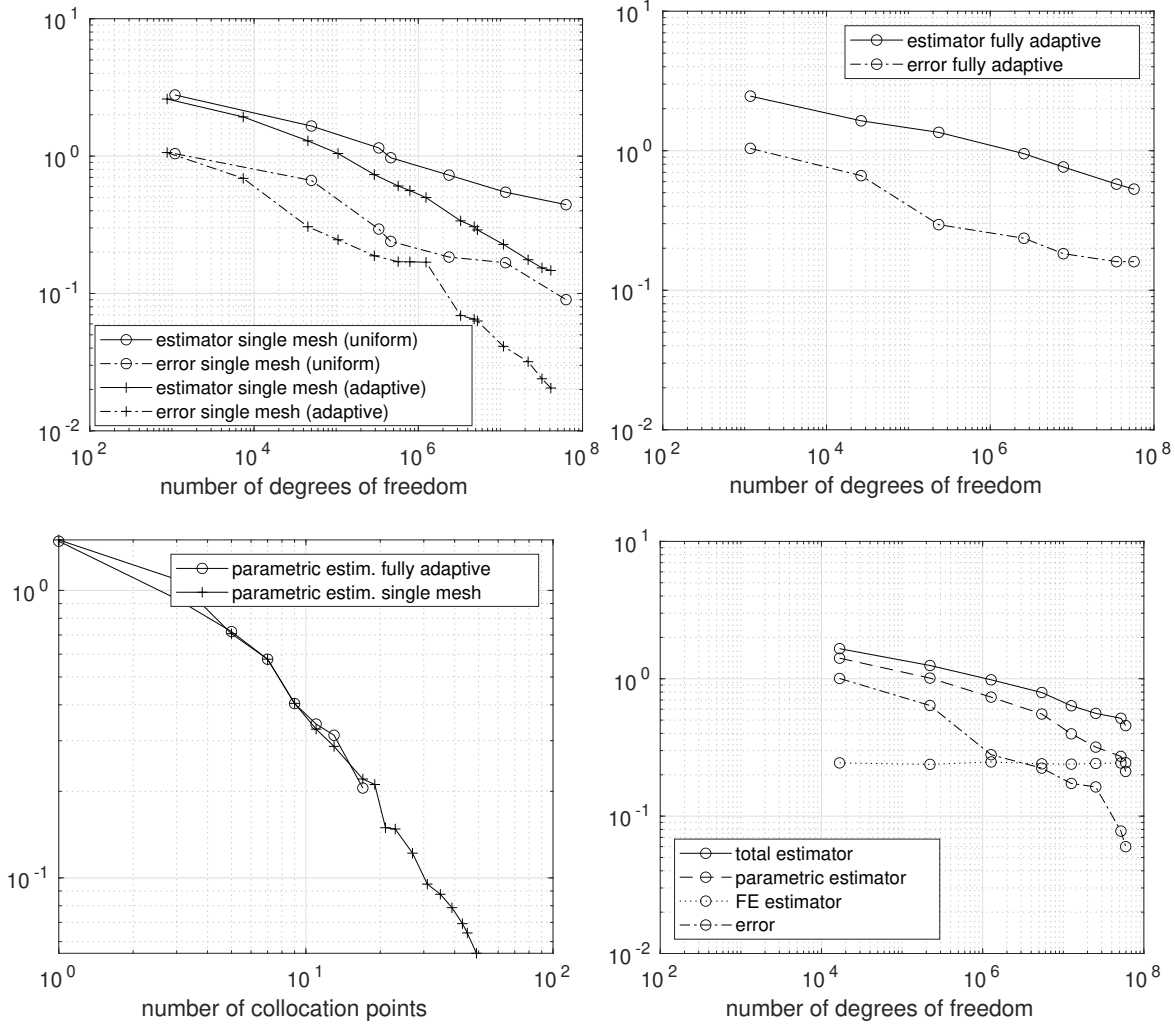 10^1
10^0
10^-1
10^-2
10^2
10^4
10^6
10^8
number of degrees of freedom
estimator single mesh (uniform)
error single mesh (uniform)
estimator single mesh (adaptive)
error single mesh (adaptive)
10^1
10^0
10^-1
10^-2
10^2
10^4
10^6
10^8
number of degrees of freedom
estimator fully adaptive
error fully adaptive
10^0
10^-1
10^0
10^1
10^2
number of collocation points
parametric estim. fully adaptive
parametric estim. single mesh
10^1
10^0
10^-1
10^-2
10^2
10^4
10^6
10^8
number of degrees of freedom
total estimator
parametric estimator
FE estimator
error